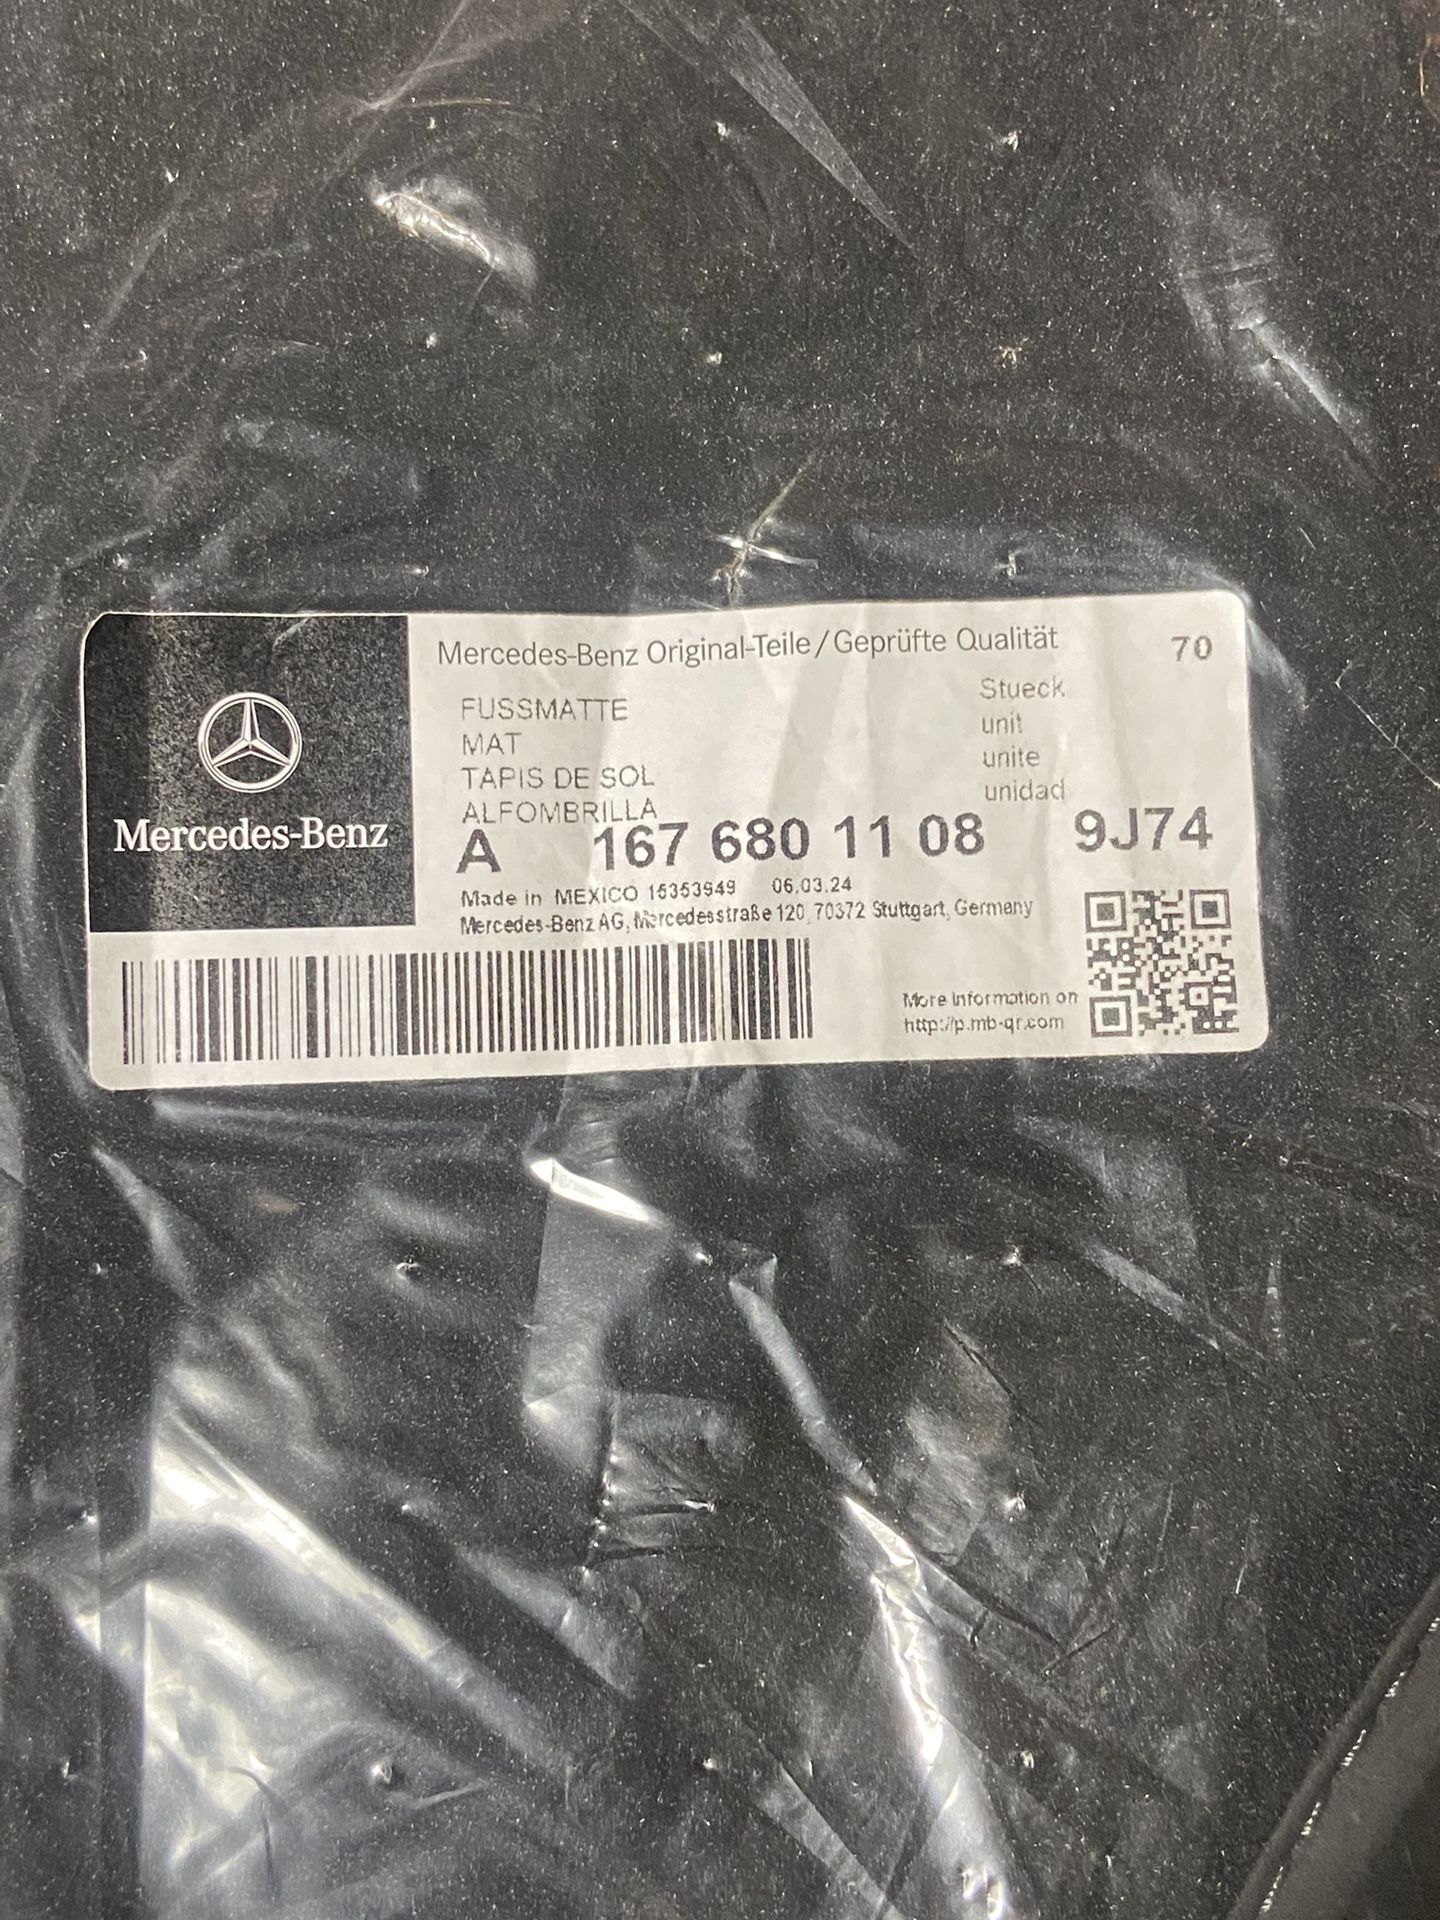 Mercedes-Benz
Mercedes-Benz Original-Teile / Geprüfte Qualität 70
FUSSMATTE Stueck
MAT unit
TAPIS DE SOL unite
ALFOMBRILLA unidad
A 167 680 11 08 9J74
Made in MEXICO 15353949 06.03.24
Mercedes-Benz AG, Mercedesstraße 120, 70372 Stuttgart, Germany
More Information on
http://p.mb-qr.com